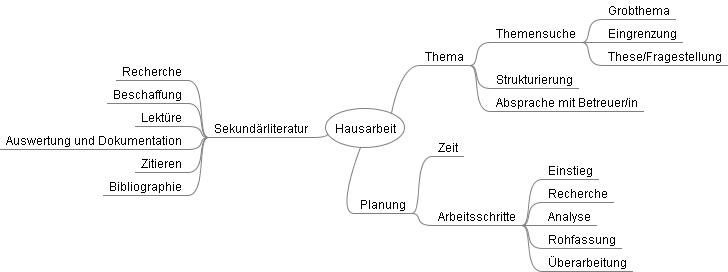 Hausarbeit
Thema
Themensuche
Grobthema
Eingrenzung
These/Fragestellung
Strukturierung
Absprache mit Betreuer/in
Planung
Zeit
Arbeitsschritte
Einstieg
Recherche
Analyse
Rohfassung
Überarbeitung
Sekundärliteratur
Recherche
Beschaffung
Lektüre
Auswertung und Dokumentation
Zitieren
Bibliographie